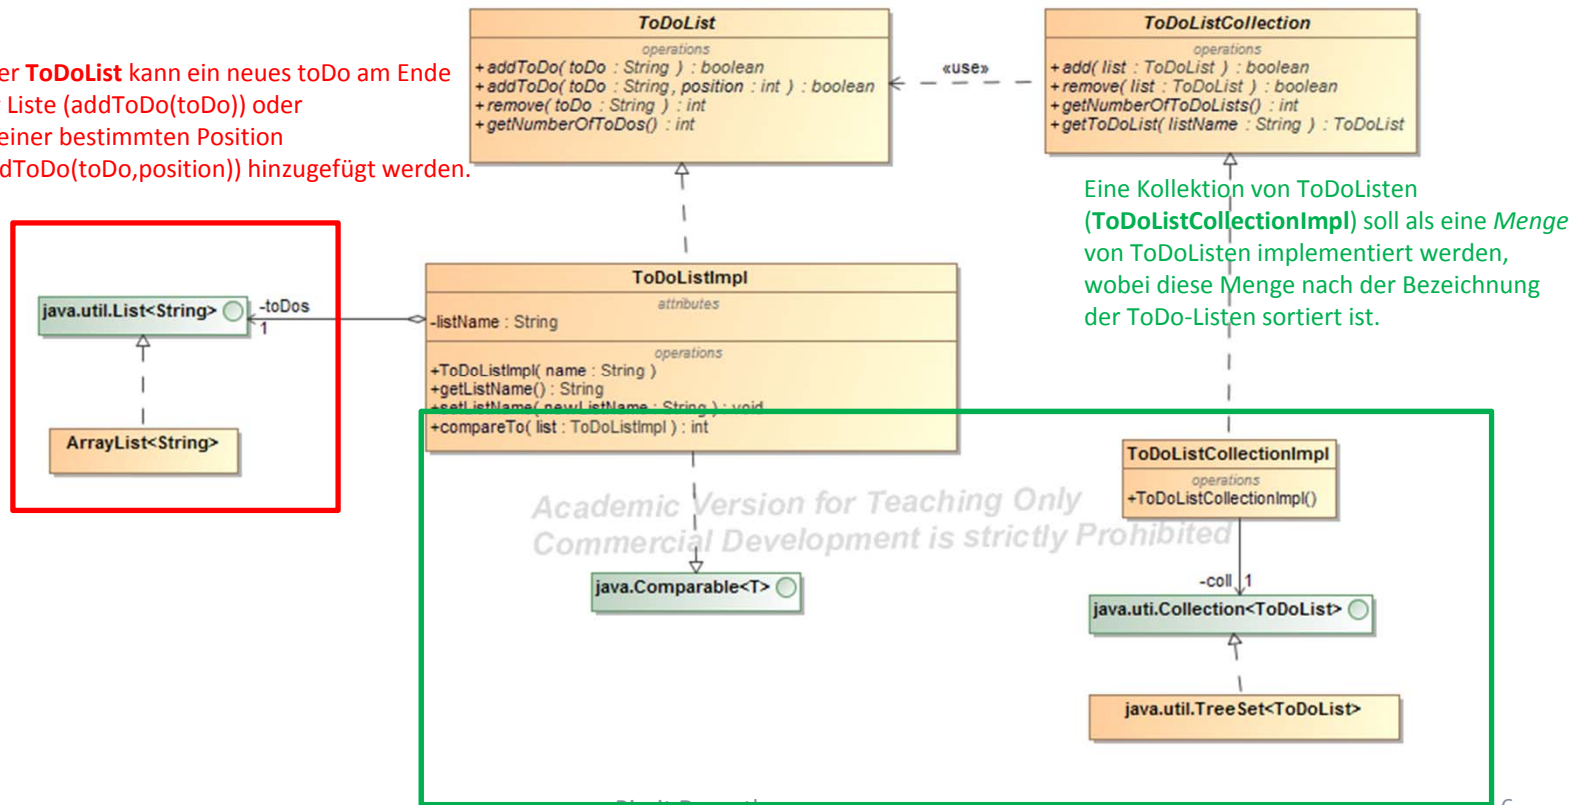 ToDoList
operations
+ addToDo( toDo : String ) : boolean
+ addToDo( toDo : String, position : int ) : boolean
+ remove( toDo : String ) : int
+ getNumberOfToDos() : int
«use»
ToDoListCollection
operations
+ add( list : ToDoList ) : boolean
+ remove( list : ToDoList ) : boolean
+ getNumberOfToDoLists() : int
+ getToDoList( listName : String ) : ToDoList
er ToDoList kann ein neues toDo am Ende
Liste (addToDo(toDo)) oder
einer bestimmten Position
dToDo(toDo,position)) hinzugefügt werden.
Eine Kollektion von ToDoListen
(ToDoListCollectionImpl) soll als eine Menge
von ToDoListen implementiert werden,
wobei diese Menge nach der Bezeichnung
der ToDo-Listen sortiert ist.
java.util.List<String>
-toDos
1
ArrayList<String>
ToDoListImpl
attributes
-listName : String
operations
+ToDoListImpl( name : String )
+getListName() : String
+setListName( newListName : String ) : void
+compareTo( list : ToDoListImpl ) : int
ToDoListCollectionImpl
operations
+ToDoListCollectionImpl()
Academic Version for Teaching Only
Commercial Development is strictly Prohibited
java.Comparable<T>
-coll
1
java.uti.Collection<ToDoList>
java.util.TreeSet<ToDoList>